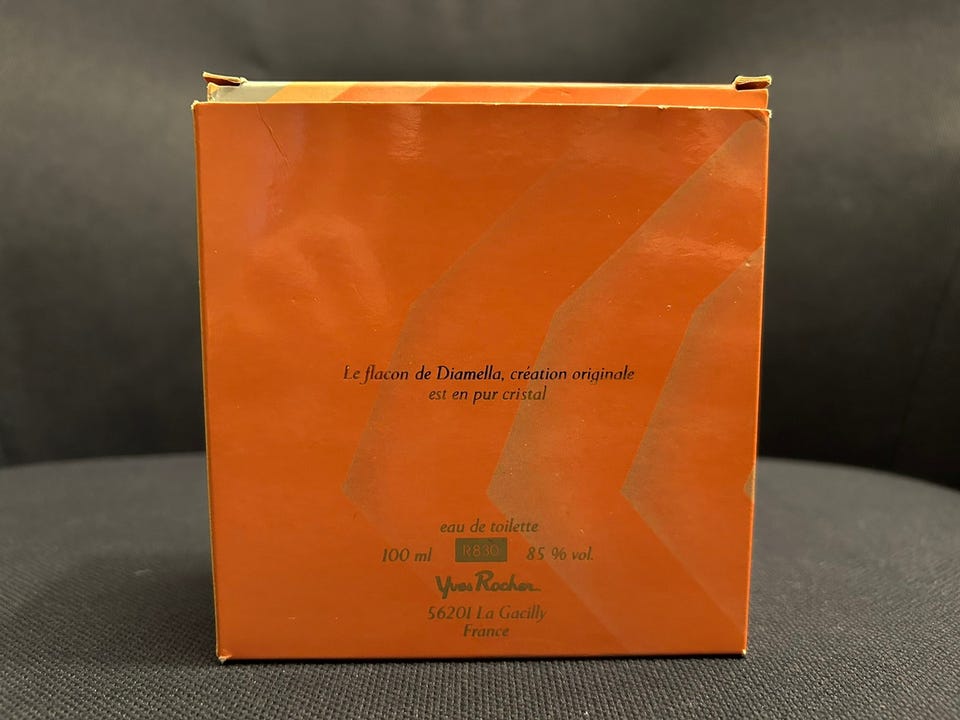 Le flacon de Diamella, création originale
est en pur cristal
eau de toilette
100 ml R830 85 % vol.
Yves Rocher
56201 La Gacilly
France